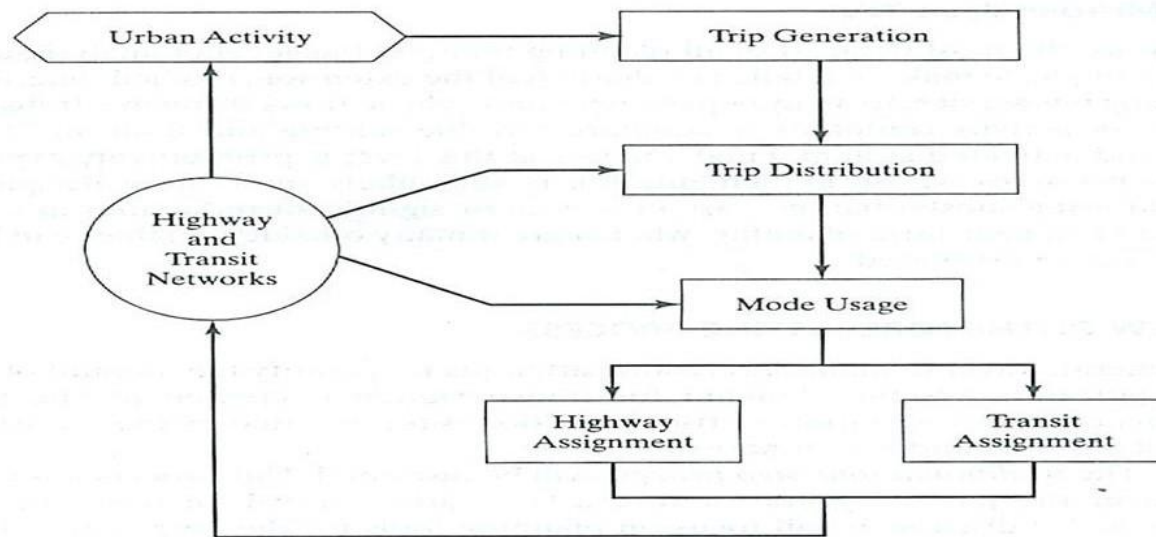 Urban Activity
Trip Generation
Trip Distribution
Highway
and
Transit
Networks
Mode Usage
Highway
Assignment
Transit
Assignment